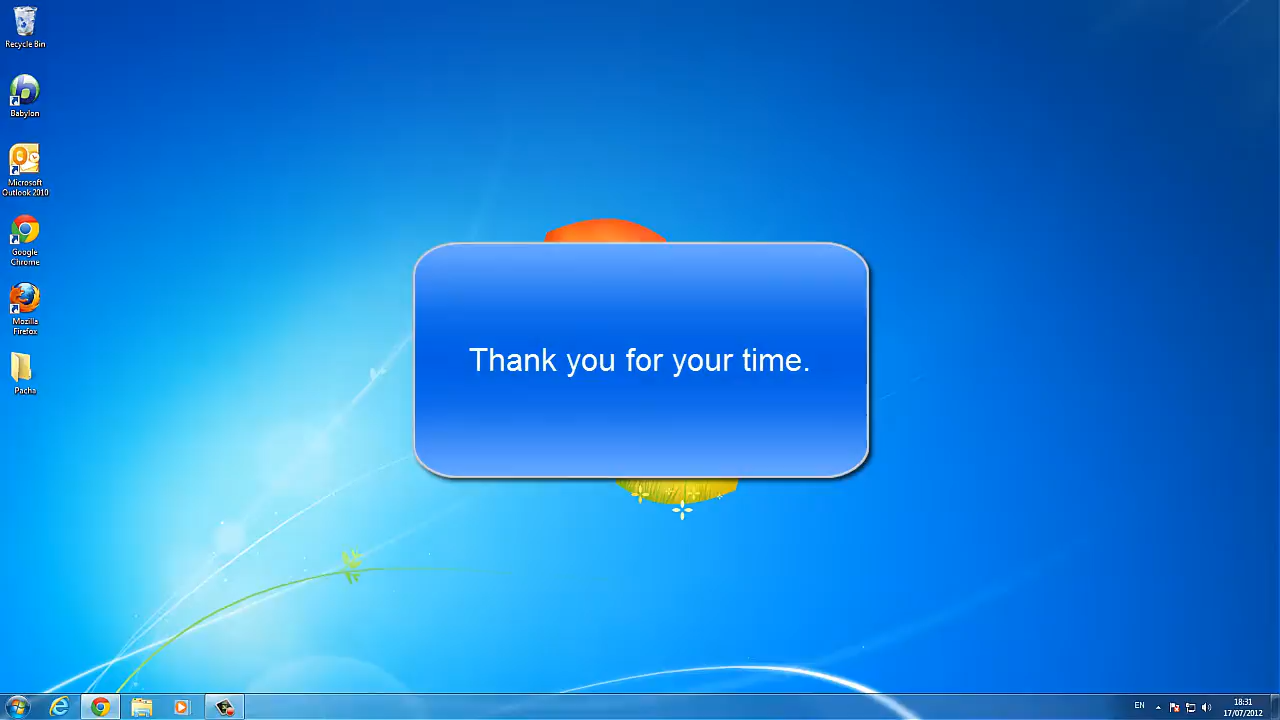 Recycle Bin
Babylon
Microsoft
Outlook 2010
Google
Chrome
Mozilla
Firefox
Pacha
Thank you for your time.
EN
18:31
17/07/2012